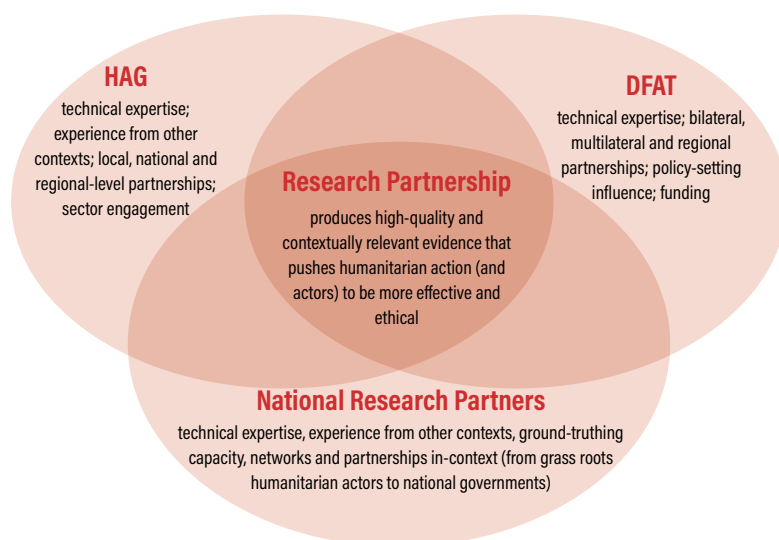 HAG
technical expertise;
experience from other
contexts; local, national and
regional-level partnerships;
sector engagement
DFAT
technical expertise; bilateral,
multilateral and regional
partnerships; policy-setting
influence; funding
Research Partnership
produces high-quality and
contextually relevant evidence that
pushes humanitarian action (and
actors) to be more effective and
ethical
National Research Partners
technical expertise, experience from other contexts, ground-truthing
capacity, networks and partnerships in-context (from grass roots
humanitarian actors to national governments)